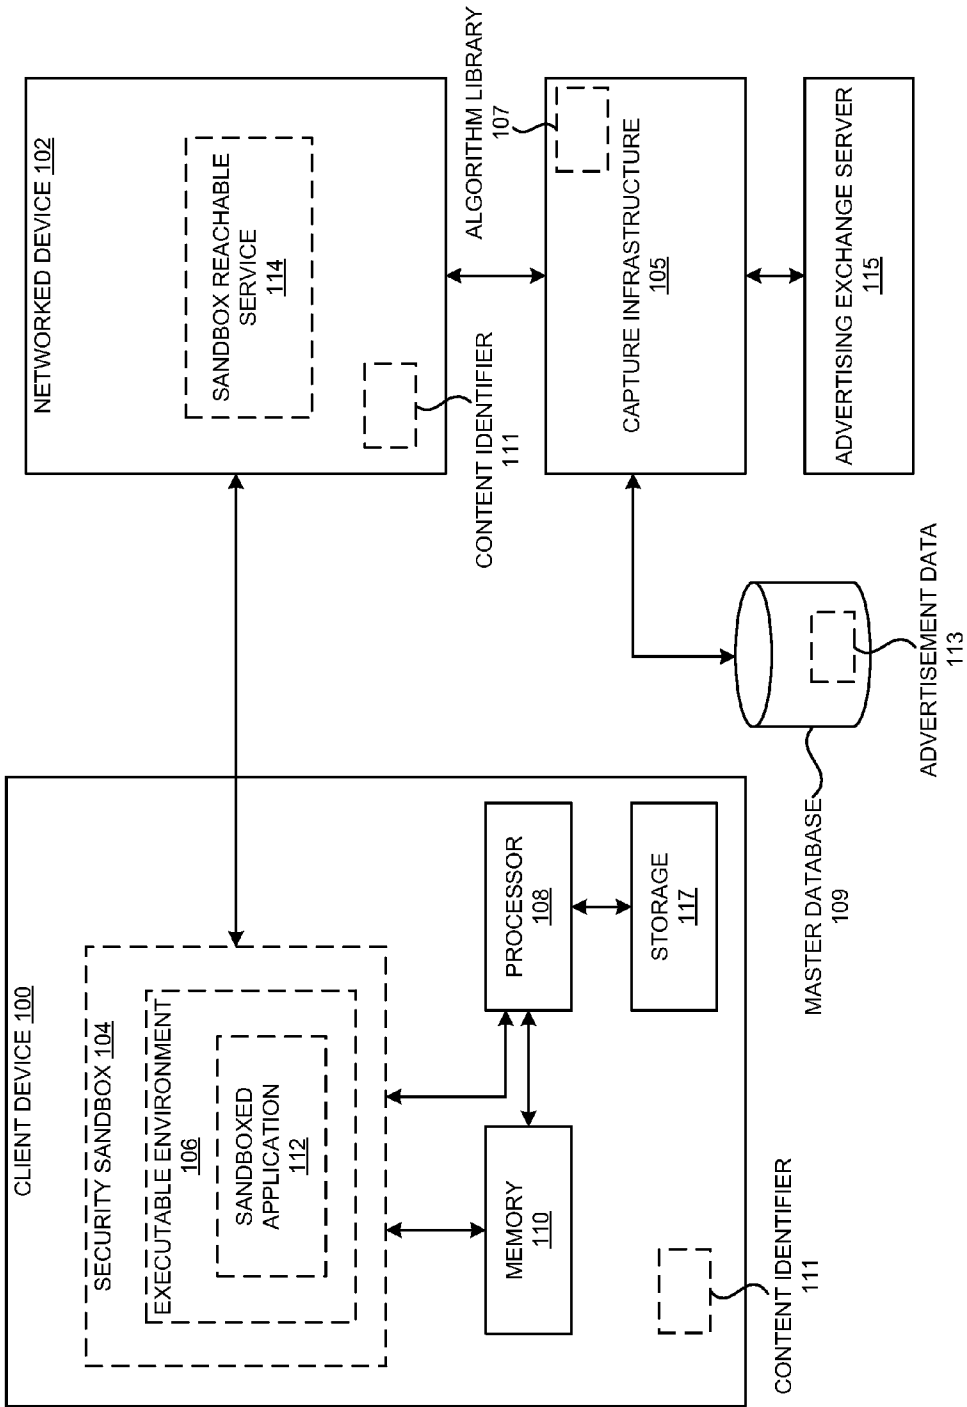 CLIENT DEVICE 100
SECURITY SANDBOX 104
EXECUTABLE ENVIRONMENT
106
SANDBOXED
APPLICATION
112
MEMORY
110
PROCESSOR
108
STORAGE
117
CONTENT IDENTIFIER
111
MASTER DATABASE
109
ADVERTISEMENT DATA
113
NETWORKED DEVICE 102
SANDBOX REACHABLE
SERVICE
114
CONTENT IDENTIFIER
111
ALGORITHM LIBRARY
107
CAPTURE INFRASTRUCTURE
105
ADVERTISING EXCHANGE SERVER
115